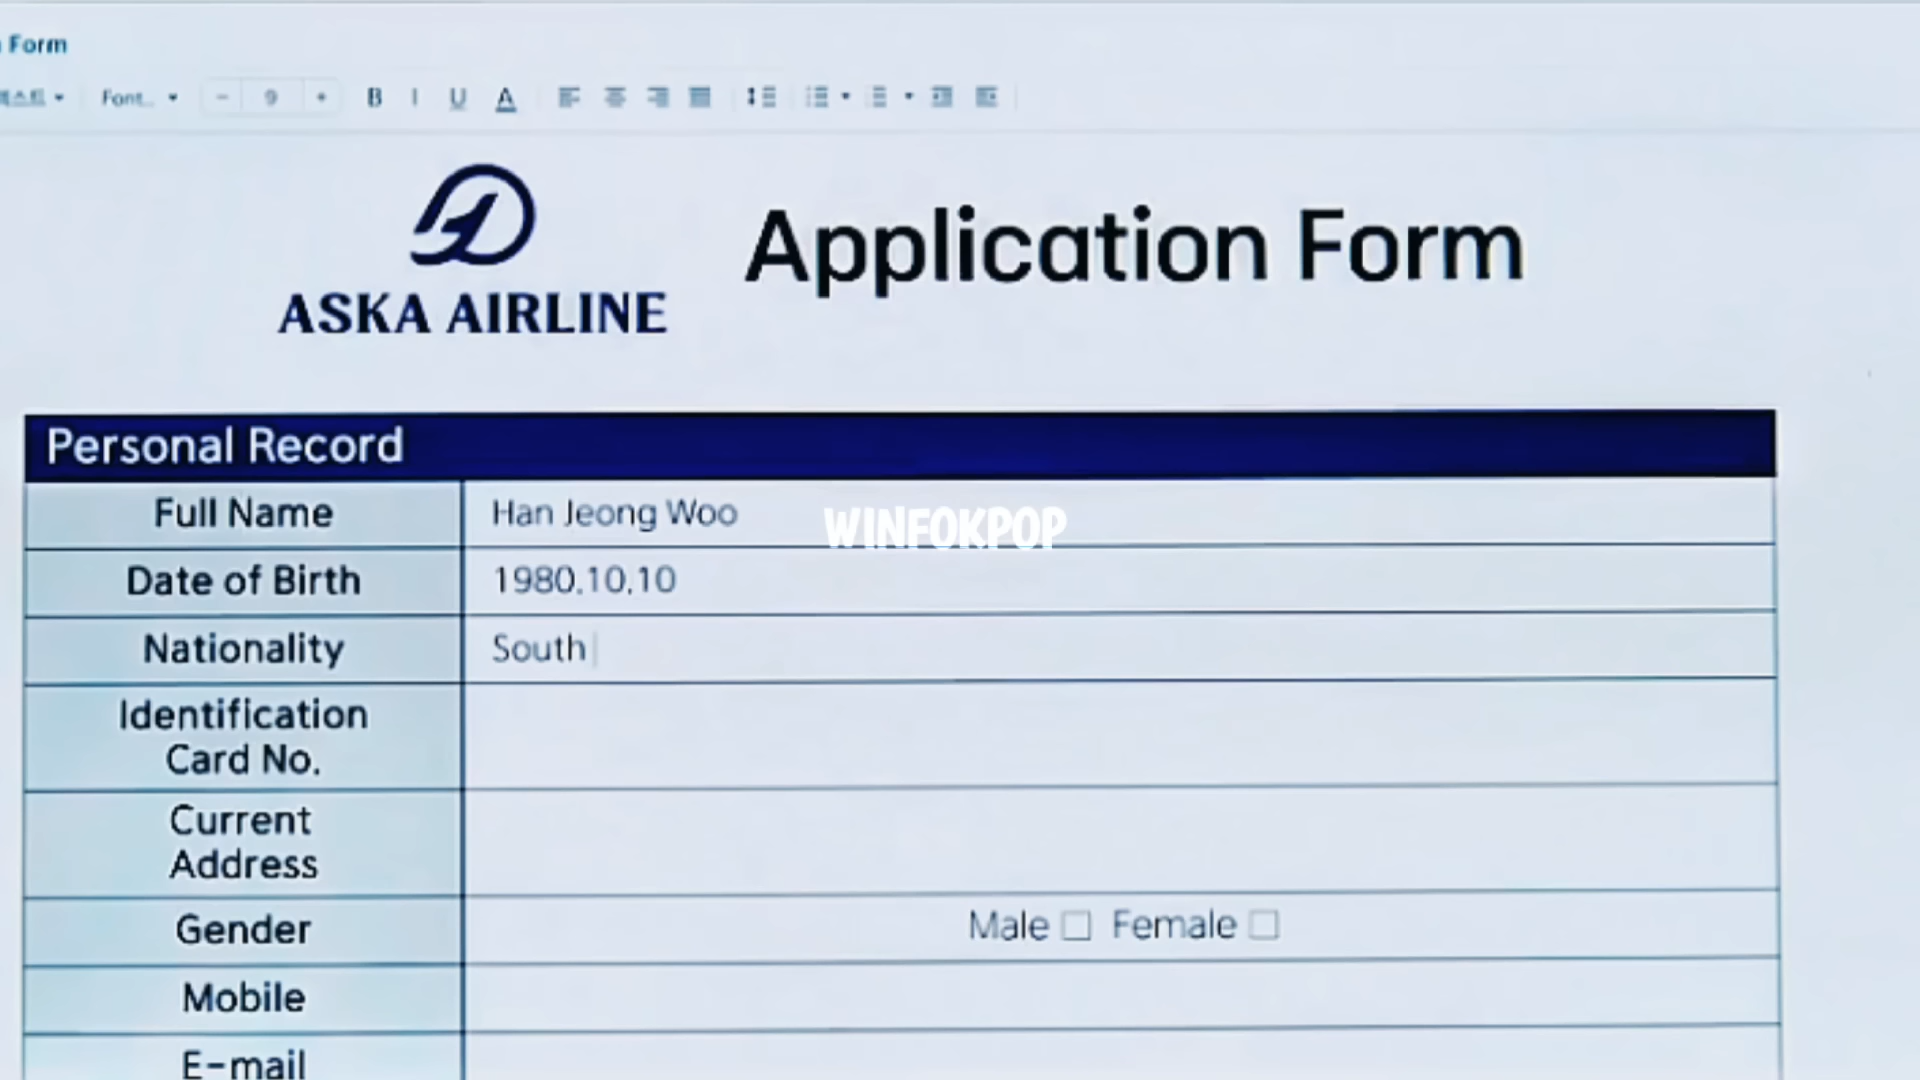 Form
Font..
9
B I U A
ASKA AIRLINE
Application Form
Personal Record
Full Name Han Jeong Woo
WINFOKPOP
Date of Birth 1980.10.10
Nationality South
Identification
Card No.
Current
Address
Gender Male Female
Mobile
E-mail